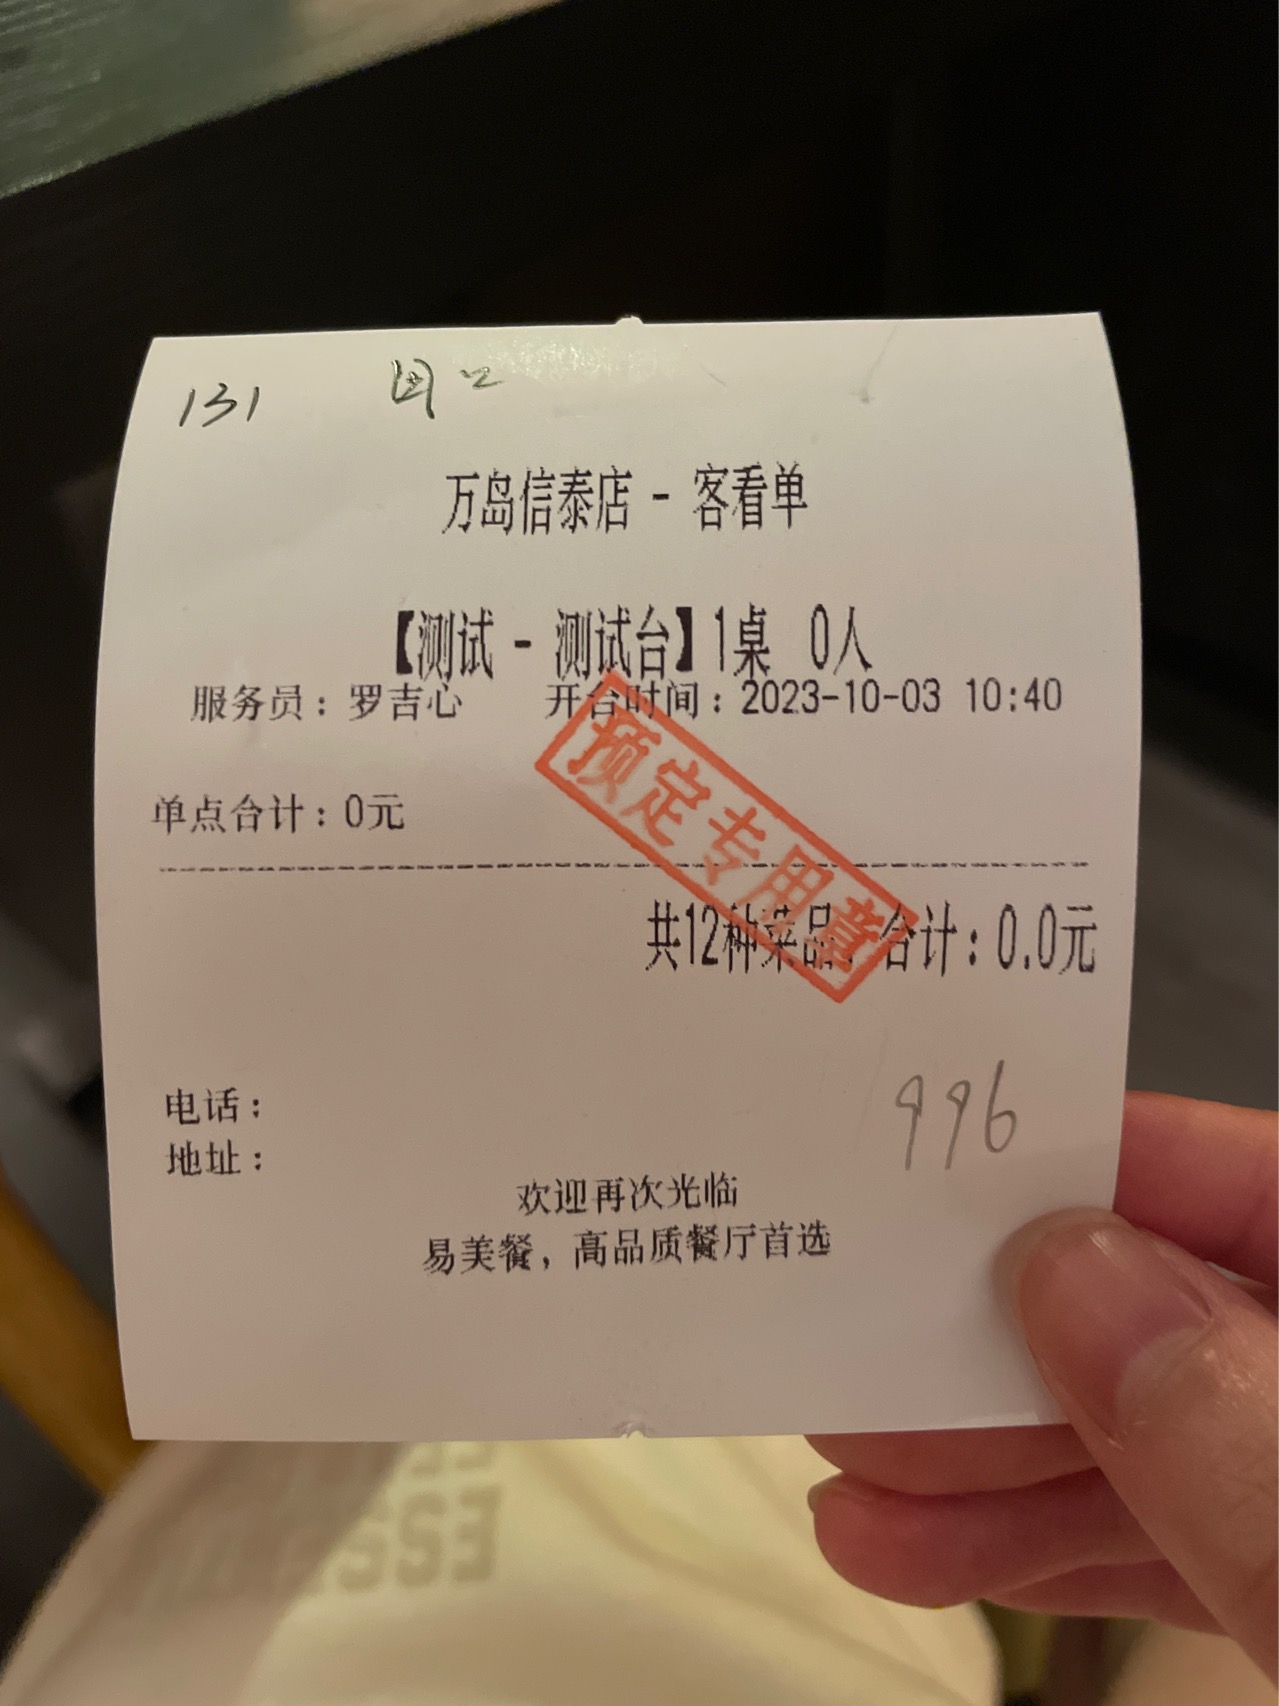 131
万岛信泰店 - 客看单
【测试 - 测试台】1桌 0人
服务员：罗吉心 开台时间：2023-10-03 10:40
预定专用章
单点合计：0元
共12种菜品，合计：0.0元
996
电话：
地址：
欢迎再次光临
易美餐，高品质餐厅首选